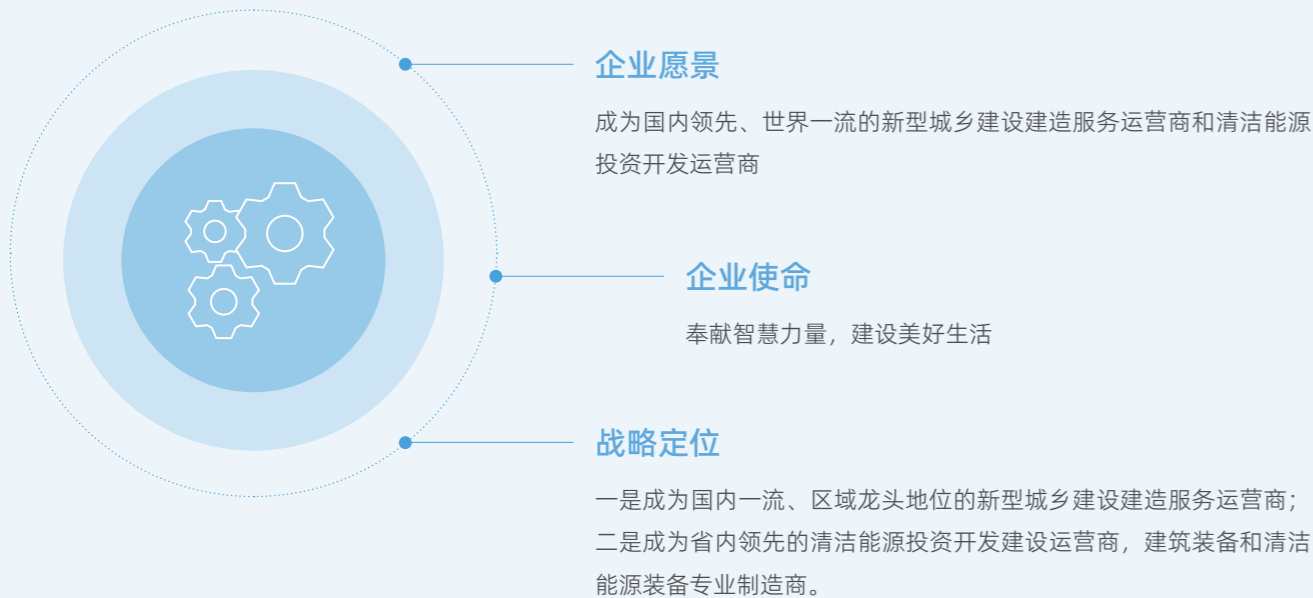 企业愿景
成为国内领先、世界一流的新型城乡建设建造服务运营商和清洁能源
投资开发运营商
企业使命
奉献智慧力量，建设美好生活
战略定位
一是成为国内一流、区域龙头地位的新型城乡建设建造服务运营商；
二是成为省内领先的清洁能源投资开发建设运营商，建筑装备和清洁
能源装备专业制造商。